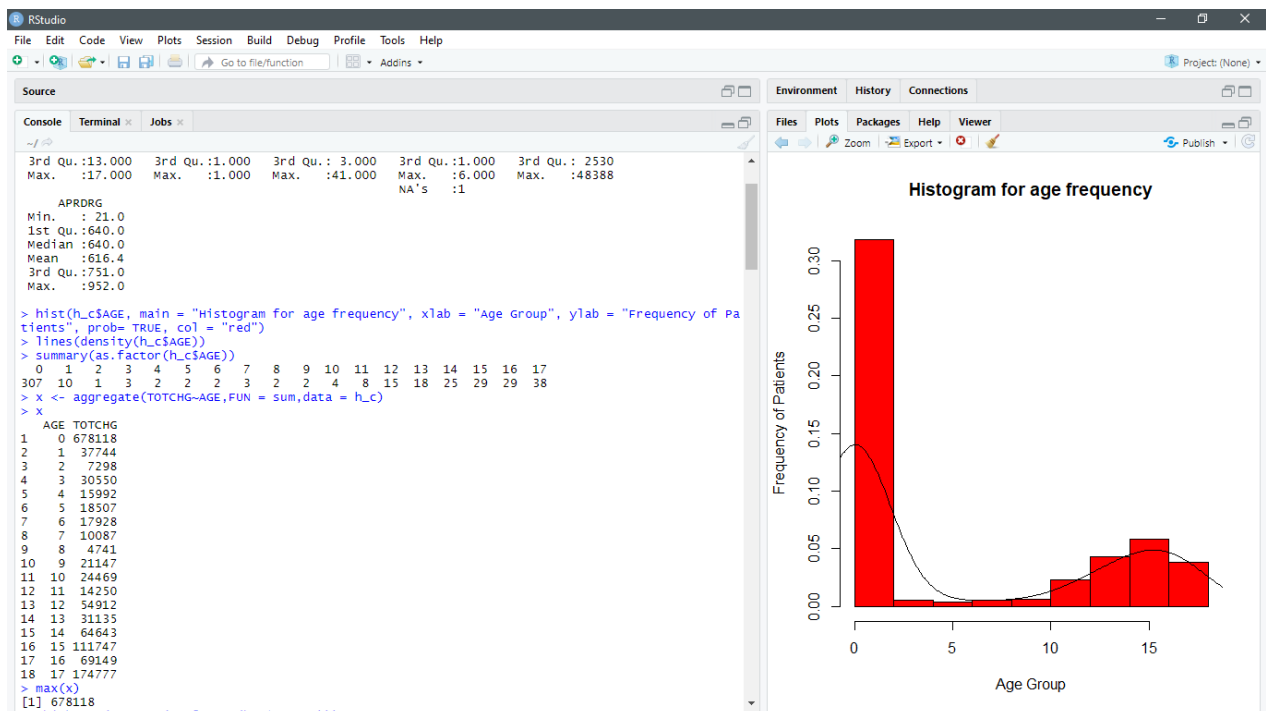 RStudio
File Edit Code View Plots Session Build Debug Profile Tools Help
Go to file/function Addins Project: (None)
Source
Console Terminal Jobs
~/
3rd Qu.:13.000 3rd Qu.:1.000 3rd Qu.: 3.000 3rd Qu.:1.000 3rd Qu.: 2530
Max. :17.000 Max. :1.000 Max. :41.000 Max. :6.000 Max. :48388
NA's :1
APRDRG
Min. : 21.0
1st Qu.:640.0
Median :640.0
Mean :616.4
3rd Qu.:751.0
Max. :952.0
> hist(h_c$AGE, main = "Histogram for age frequency", xlab = "Age Group", ylab = "Frequency of Pa
tients", prob= TRUE, col = "red")
> lines(density(h_c$AGE))
> summary(as.factor(h_c$AGE))
0 1 2 3 4 5 6 7 8 9 10 11 12 13 14 15 16 17
307 10 1 3 2 2 2 3 2 2 4 8 15 18 25 29 29 38
> x <- aggregate(TOTCHG~AGE,FUN = sum,data = h_c)
> x
AGE TOTCHG
1 0 678118
2 1 37744
3 2 7298
4 3 30550
5 4 15992
6 5 18507
7 6 17928
8 7 10087
9 8 4741
10 9 21147
11 10 24469
12 11 14250
13 12 54912
14 13 31135
15 14 64643
16 15 111747
17 16 69149
18 17 174777
> max(x)
[1] 678118
Environment History Connections
Files Plots Packages Help Viewer
Zoom Export Publish
Histogram for age frequency
Frequency of Patients
0.30
0.25
0.20
0.15
0.10
0.05
0.00
0 5 10 15
Age Group